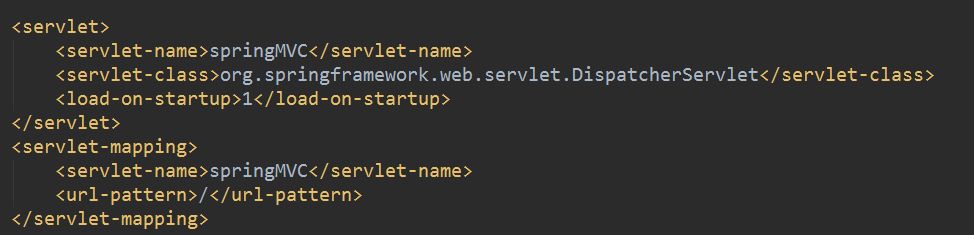 <servlet>
    <servlet-name>springMVC</servlet-name>
    <servlet-class>org.springframework.web.servlet.DispatcherServlet</servlet-class>
    <load-on-startup>1</load-on-startup>
</servlet>
<servlet-mapping>
    <servlet-name>springMVC</servlet-name>
    <url-pattern>/</url-pattern>
</servlet-mapping>